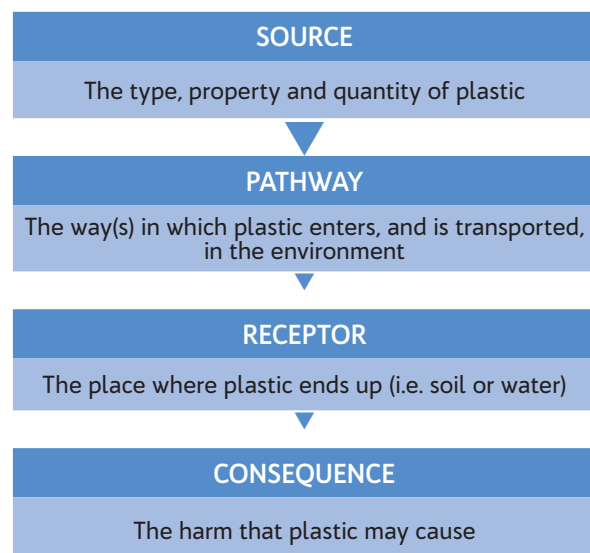 SOURCE
The type, property and quantity of plastic
PATHWAY
The way(s) in which plastic enters, and is transported,
in the environment
RECEPTOR
The place where plastic ends up (i.e. soil or water)
CONSEQUENCE
The harm that plastic may cause